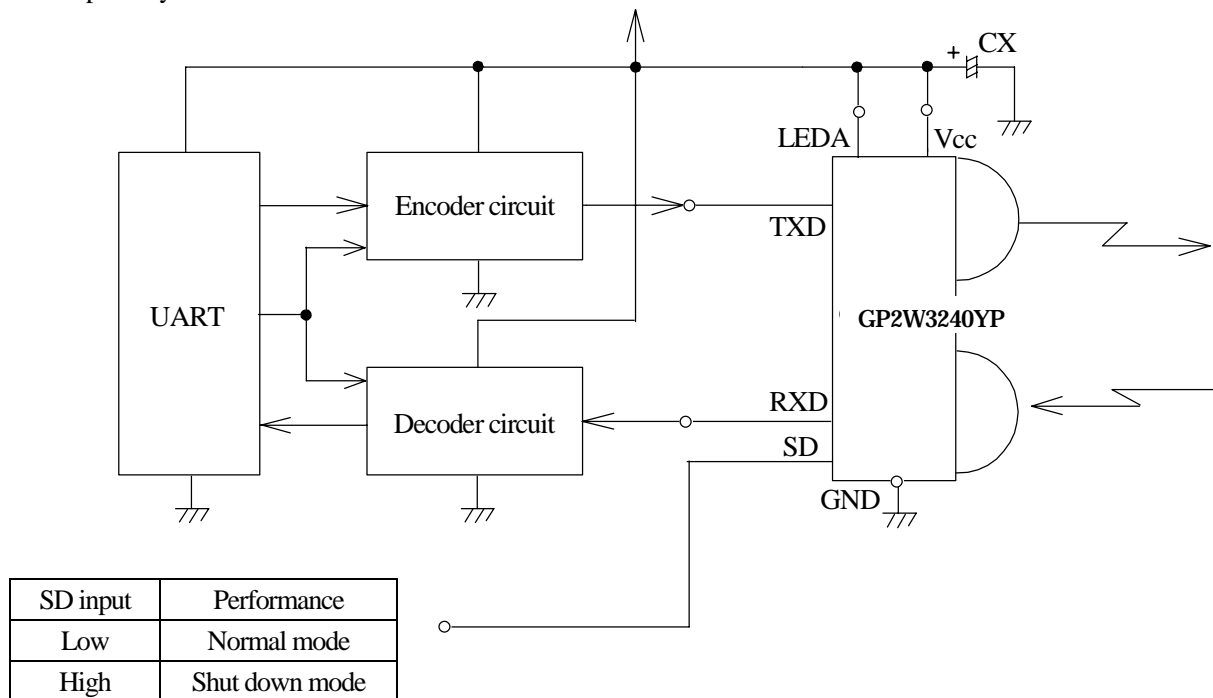 CX
+
LEDA
Vcc
Encoder circuit
TXD
UART
GP2W3240YP
RXD
Decoder circuit
SD
GND
SD input Performance
Low Normal mode
High Shut down mode